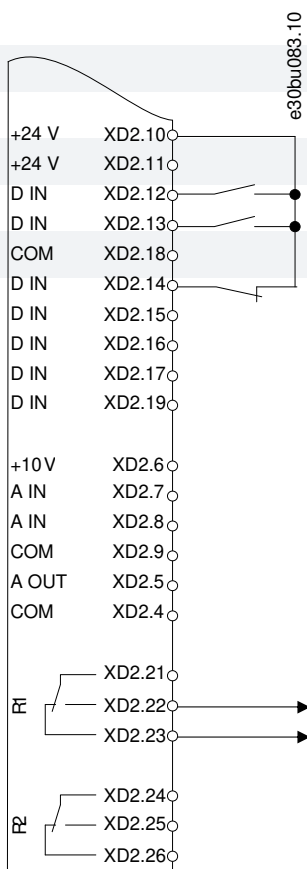 e30bu083.10
+24 V XD2.10
+24 V XD2.11
D IN XD2.12
D IN XD2.13
COM XD2.18
D IN XD2.14
D IN XD2.15
D IN XD2.16
D IN XD2.17
D IN XD2.19
+10 V XD2.6
A IN XD2.7
A IN XD2.8
COM XD2.9
A OUT XD2.5
COM XD2.4
XD2.21
R1 XD2.22
XD2.23
XD2.24
R2 XD2.25
XD2.26